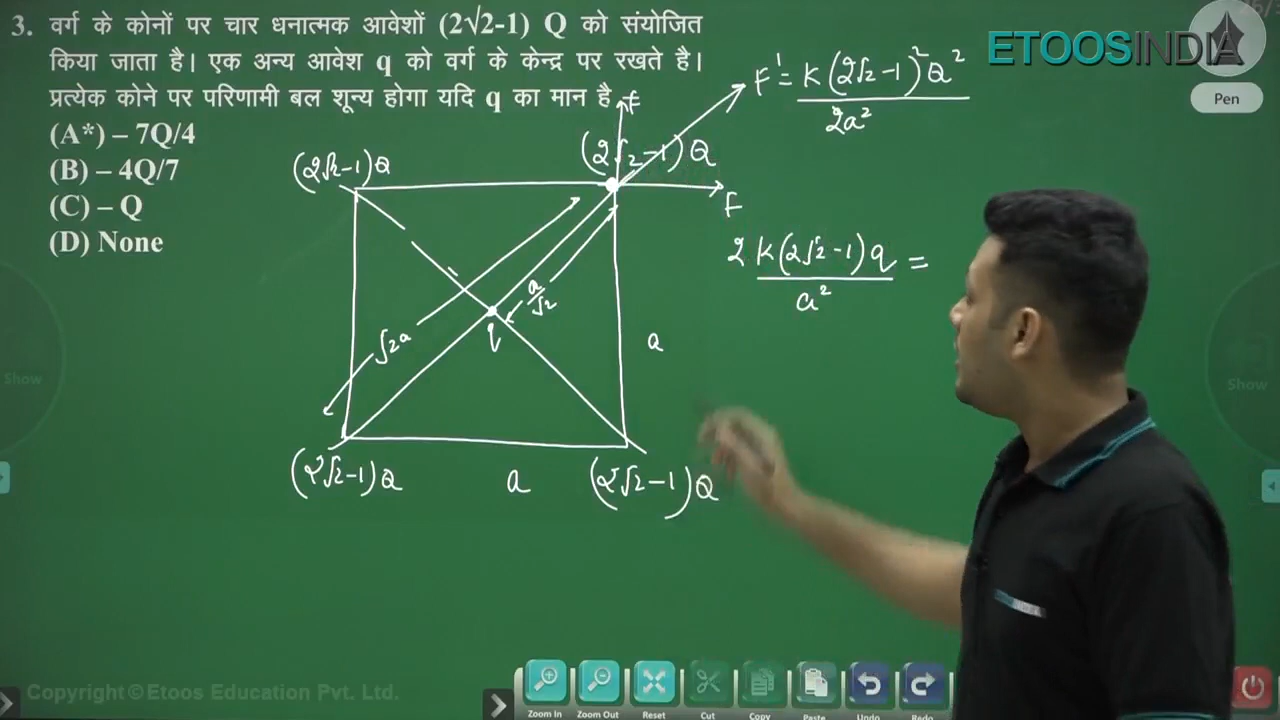 3. वर्ग के कोनों पर चार धनात्मक आवेशों (2√2-1) Q को संयोजित
किया जाता है। एक अन्य आवेश q को वर्ग के केन्द्र पर रखते है।
प्रत्येक कोने पर परिणामी बल शून्य होगा यदि q का मान है
(A*) – 7Q/4
(B) – 4Q/7
(C) – Q
(D) None
ETOOSINDIA
Pen
F' = K(2√2-1)²Q²
2a²
F
(2√2-1)Q
(2√2-1)Q
F
2 K(2√2-1)q =
a²
a/√2
√2a
q
a
(2√2-1)Q
a
(2√2-1)Q
Show
Show
Copyright © Etoos Education Pvt. Ltd.
Zoom In
Zoom Out
Reset
Cut
Copy
Paste
Undo
Redo